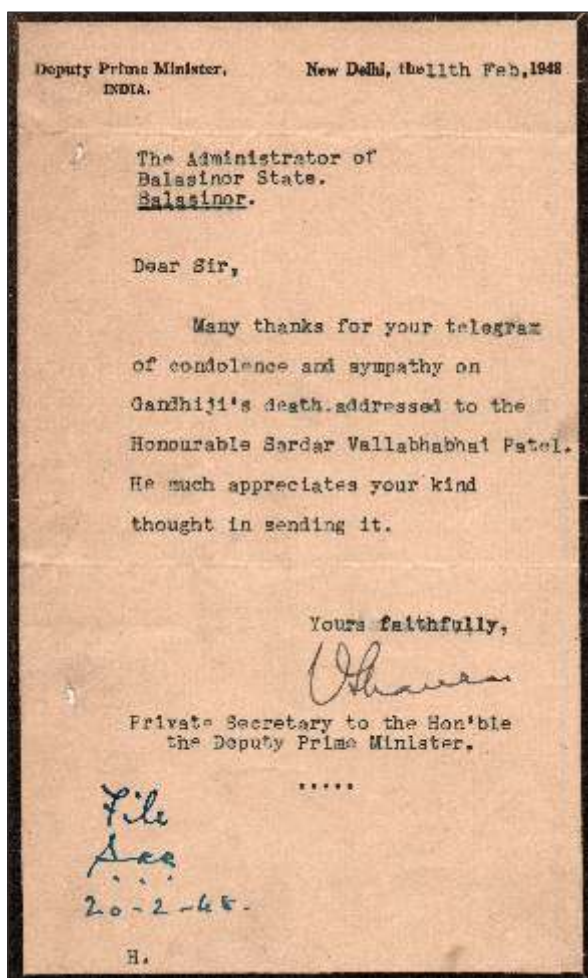 Deputy Prime Minister, New Delhi, the 11th Feb, 1948
INDIA.
The Administrator of
Balasinor State.
Balasinor.
Dear Sir,
Many thanks for your telegram
of condolence and sympathy on
Gandhiji's death.addressed to the
Honourable Sardar Vallabhabhai Patel.
He much appreciates your kind
thought in sending it.
Yours faithfully,
Private Secretary to the Hon'ble
the Deputy Prime Minister.
.....
File
20-2-48.
H.